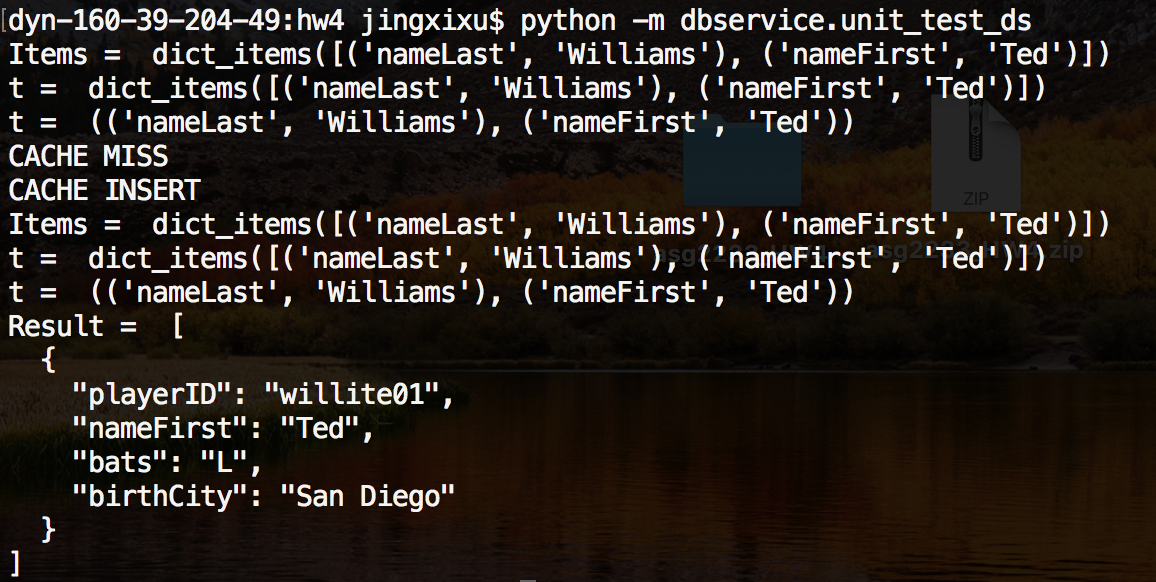 [dyn-160-39-204-49:hw4 jingxixu$ python -m dbservice.unit_test_ds
Items =  dict_items([('nameLast', 'Williams'), ('nameFirst', 'Ted')])
t =  dict_items([('nameLast', 'Williams'), ('nameFirst', 'Ted')])
t =  (('nameLast', 'Williams'), ('nameFirst', 'Ted'))
CACHE MISS
CACHE INSERT
ZIP
Items =  dict_items([('nameLast', 'Williams'), ('nameFirst', 'Ted')])
t =  dict_items([('nameLast', 'Williams'), ('nameFirst', 'Ted')])
t =  (('nameLast', 'Williams'), ('nameFirst', 'Ted'))
Result =  [
  {
    "playerID": "willite01",
    "nameFirst": "Ted",
    "bats": "L",
    "birthCity": "San Diego"
  }
]